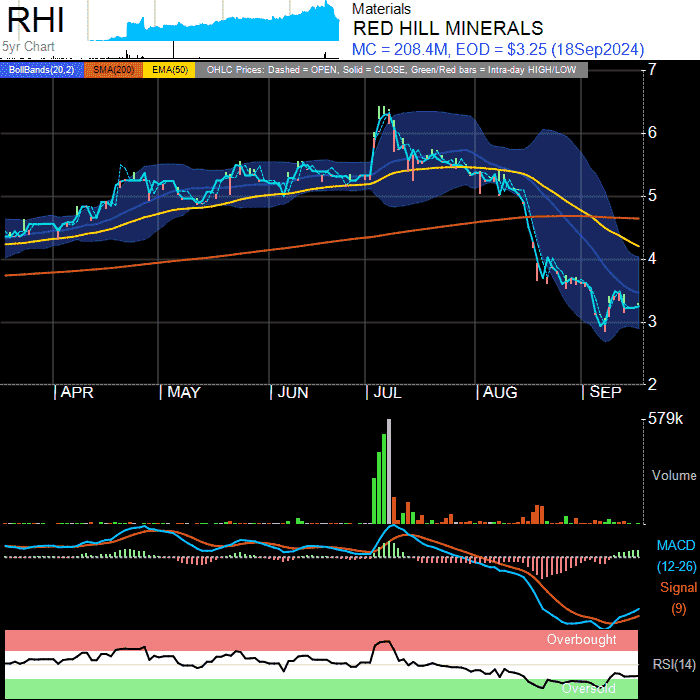 RHI
5yr Chart
Materials
RED HILL MINERALS
MC = 208.4M, EOD = $3.25 (18Sep2024)
BollBands(20,2) SMA(200) EMA(50) OHLC Prices: Dashed = OPEN, Solid = CLOSE, Green/Red bars = Intra-day HIGH/LOW
7
6
5
4
3
2
APR MAY JUN JUL AUG SEP
579k
Volume
MACD
(12-26)
Signal
(9)
Overbought
RSI(14)
Oversold